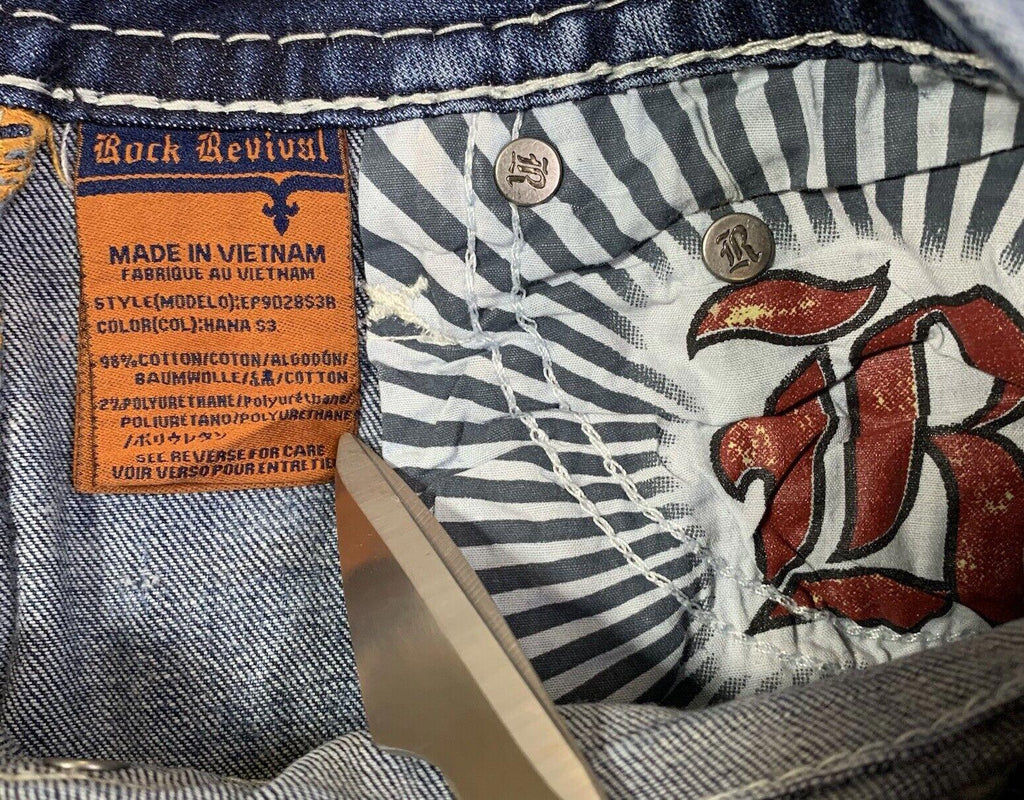 Rock Revival
MADE IN VIETNAM
FABRIQUE AU VIETNAM
STYLE(MODELO):EP9028S3R
COLOR(COL):HANA S3
98%COTTON/COTON/ALGODÓN/
BAUMWOLLE/綿/COTTON
2%POLYURETHANE/Polyuréthane/
POLIURETANO/POLYURETHANE
/ポリウレタン
SEE REVERSE FOR CARE
VOIR VERSO POUR ENTRETIE
R
R
R